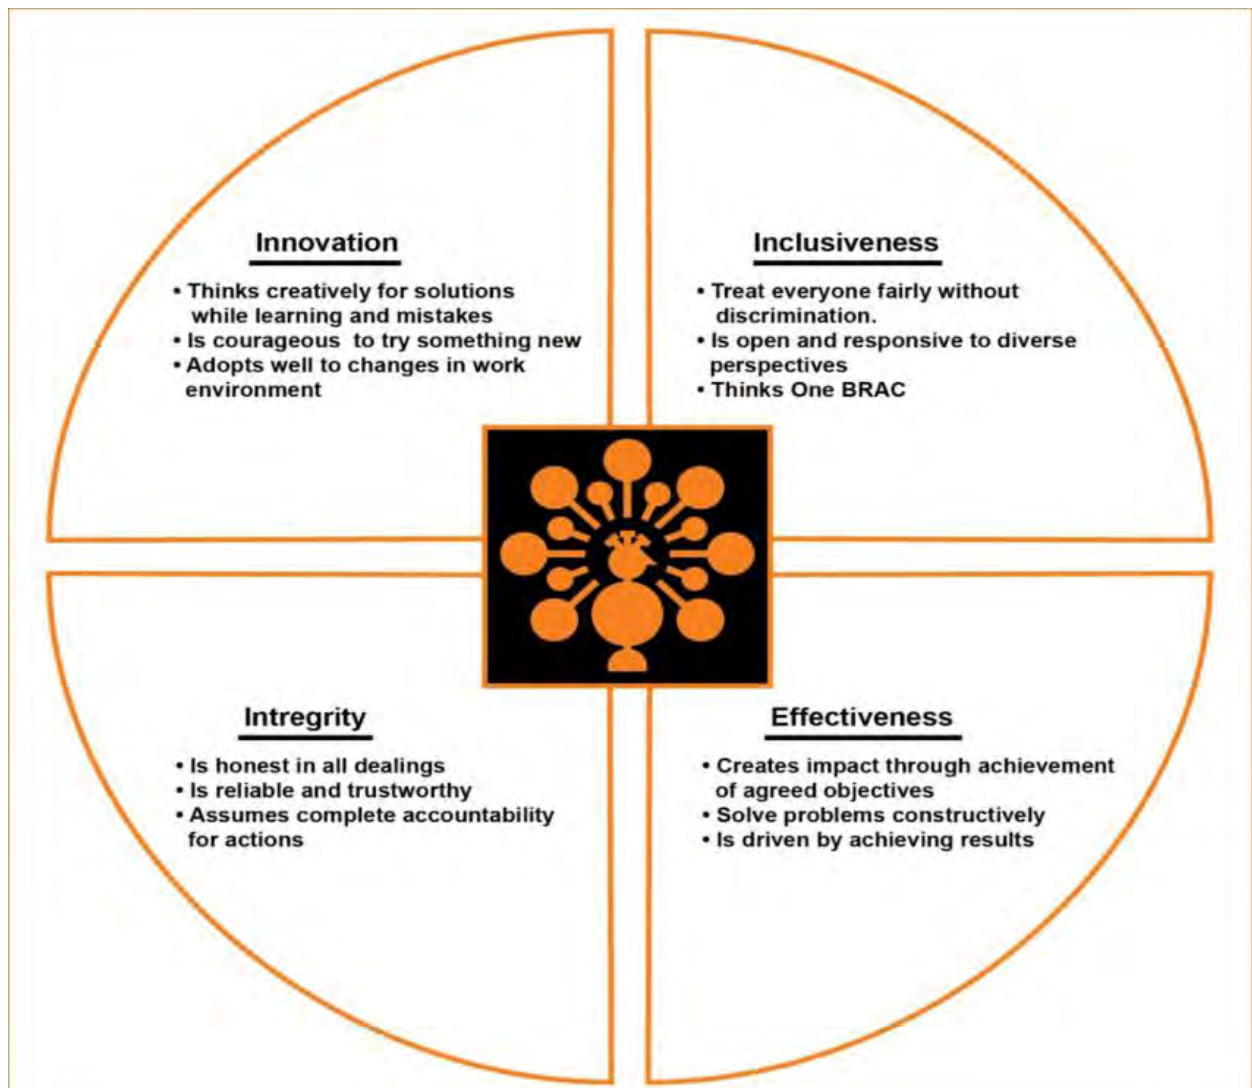 Innovation
• Thinks creatively for solutions
while learning and mistakes
• Is courageous to try something new
• Adopts well to changes in work
environment
Inclusiveness
• Treat everyone fairly without
discrimination.
• Is open and responsive to diverse
perspectives
• Thinks One BRAC
Intregrity
• Is honest in all dealings
• Is reliable and trustworthy
• Assumes complete accountability
for actions
Effectiveness
• Creates impact through achievement
of agreed objectives
• Solve problems constructively
• Is driven by achieving results